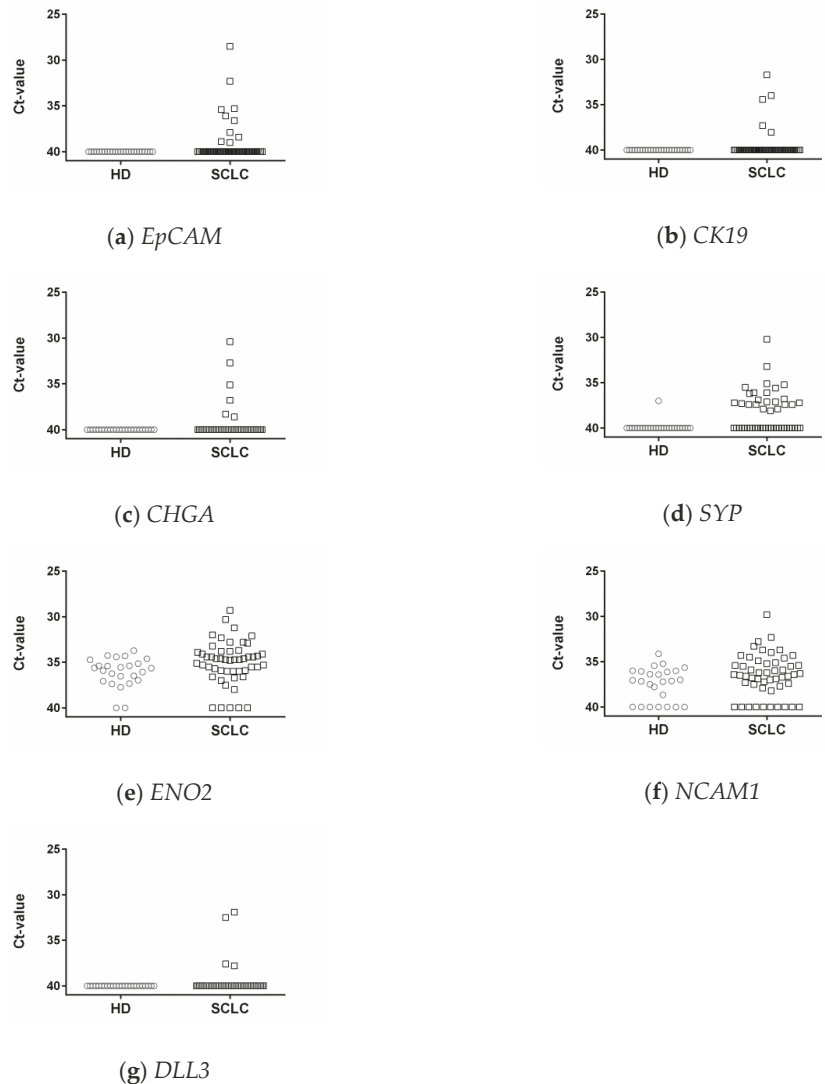 25
30
35
40
Ct-value
HD
SCLC
(a) EpCAM
25
30
35
40
Ct-value
HD
SCLC
(b) CK19
25
30
35
40
Ct-value
HD
SCLC
(c) CHGA
25
30
35
40
Ct-value
HD
SCLC
(d) SYP
25
30
35
40
Ct-value
HD
SCLC
(e) ENO2
25
30
35
40
Ct-value
HD
SCLC
(f) NCAM1
25
30
35
40
Ct-value
HD
SCLC
(g) DLL3